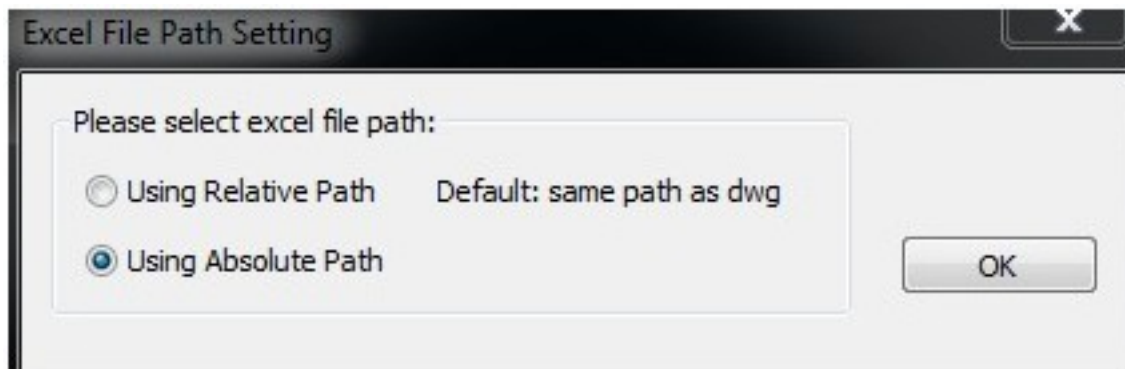 Excel File Path Setting
X
Please select excel file path:
Using Relative Path Default: same path as dwg
Using Absolute Path
OK